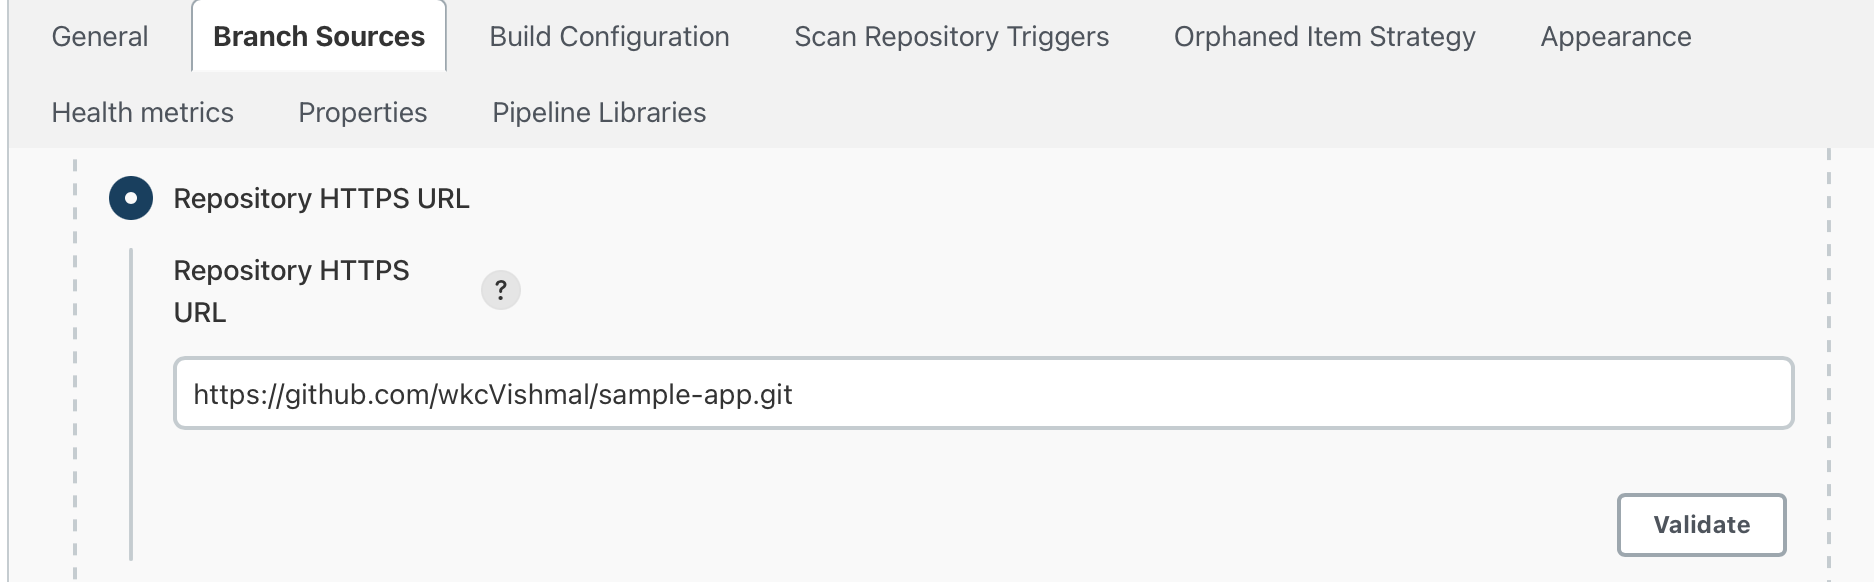 General Branch Sources Build Configuration Scan Repository Triggers Orphaned Item Strategy Appearance
Health metrics Properties Pipeline Libraries
Repository HTTPS URL
Repository HTTPS
URL
?
https://github.com/wkcVishmal/sample-app.git
Validate